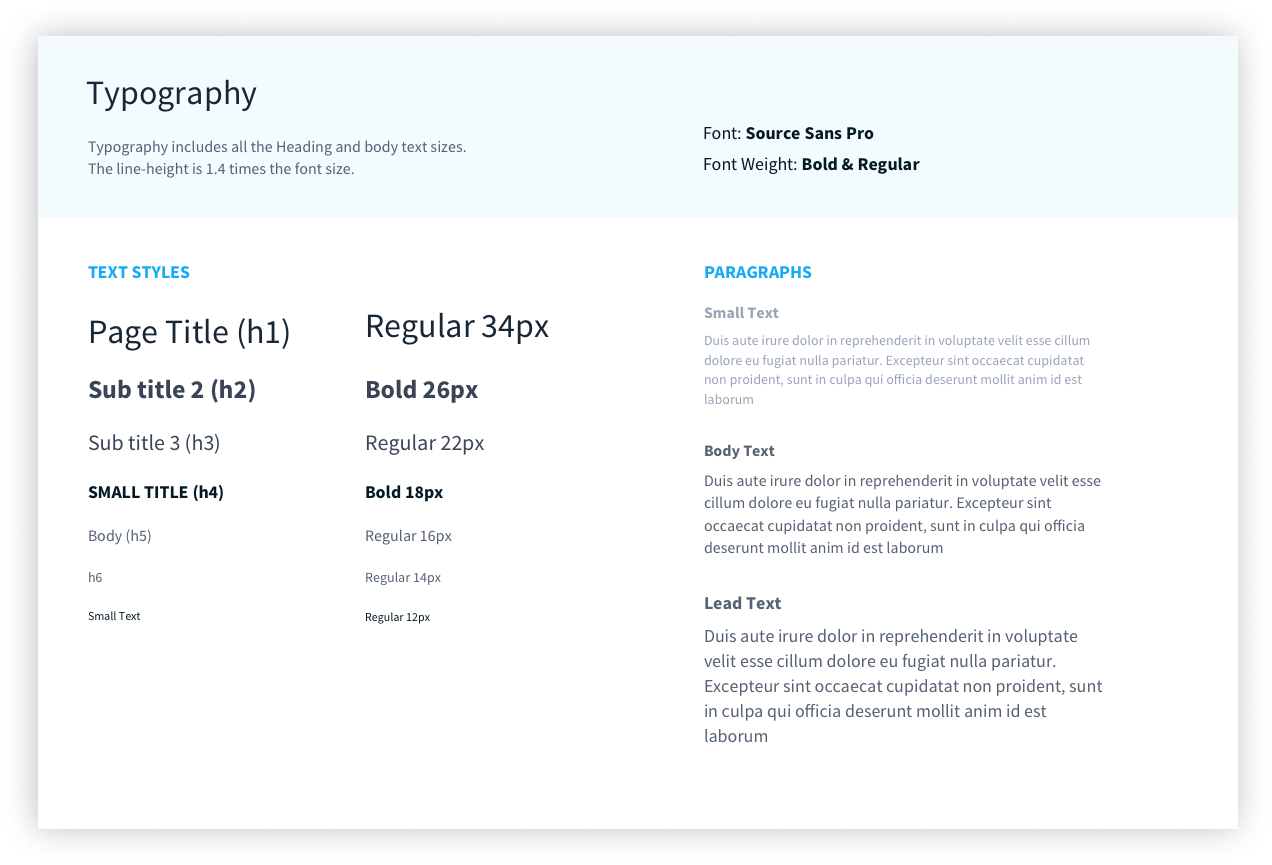 Typography
Typography includes all the Heading and body text sizes.
The line-height is 1.4 times the font size.
Font: Source Sans Pro
Font Weight: Bold & Regular
TEXT STYLES
Page Title (h1) Regular 34px
Sub title 2 (h2) Bold 26px
Sub title 3 (h3) Regular 22px
SMALL TITLE (h4) Bold 18px
Body (h5) Regular 16px
h6 Regular 14px
Small Text Regular 12px
PARAGRAPHS
Small Text
Duis aute irure dolor in reprehenderit in voluptate velit esse cillum
dolore eu fugiat nulla pariatur. Excepteur sint occaecat cupidatat
non proident, sunt in culpa qui officia deserunt mollit anim id est
laborum
Body Text
Duis aute irure dolor in reprehenderit in voluptate velit esse
cillum dolore eu fugiat nulla pariatur. Excepteur sint
occaecat cupidatat non proident, sunt in culpa qui officia
deserunt mollit anim id est laborum
Lead Text
Duis aute irure dolor in reprehenderit in voluptate
velit esse cillum dolore eu fugiat nulla pariatur.
Excepteur sint occaecat cupidatat non proident, sunt
in culpa qui officia deserunt mollit anim id est
laborum